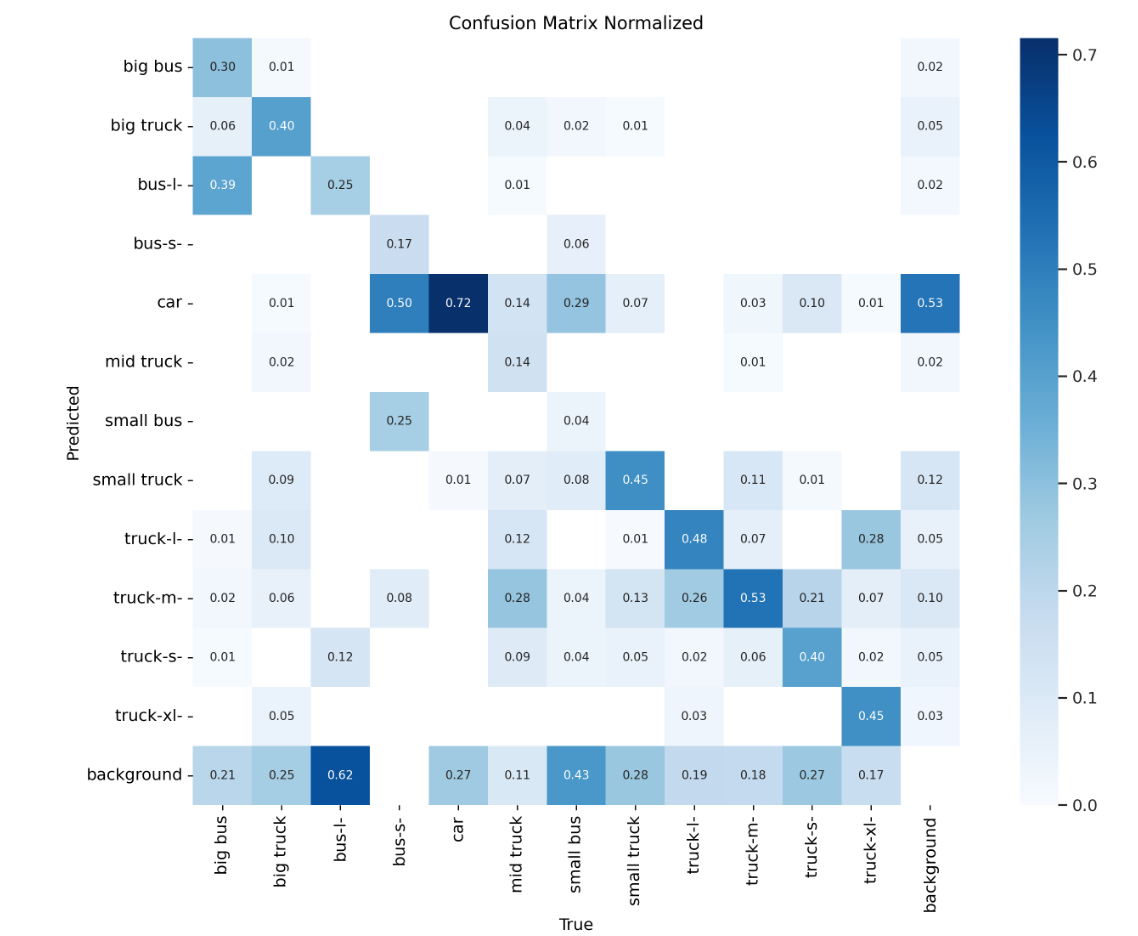 Confusion Matrix Normalized
big bus 0.30 0.01 0.02
big truck 0.06 0.40 0.04 0.02 0.01 0.05
bus-l- 0.39 0.25 0.01 0.02
bus-s- 0.17 0.06
car 0.01 0.50 0.72 0.14 0.29 0.07 0.03 0.10 0.01 0.53
mid truck 0.02 0.14 0.01 0.02
small bus 0.25 0.04
small truck 0.09 0.01 0.07 0.08 0.45 0.11 0.01 0.12
truck-l- 0.01 0.10 0.12 0.01 0.48 0.07 0.28 0.05
truck-m- 0.02 0.06 0.08 0.28 0.04 0.13 0.26 0.53 0.21 0.07 0.10
truck-s- 0.01 0.12 0.09 0.04 0.05 0.02 0.06 0.40 0.02 0.05
truck-xl- 0.05 0.03 0.45 0.03
background 0.21 0.25 0.62 0.27 0.11 0.43 0.28 0.19 0.18 0.27 0.17
big bus big truck bus-l- bus-s- car mid truck small bus small truck truck-l- truck-m- truck-s- truck-xl- background
True
Predicted
0.7
0.6
0.5
0.4
0.3
0.2
0.1
0.0